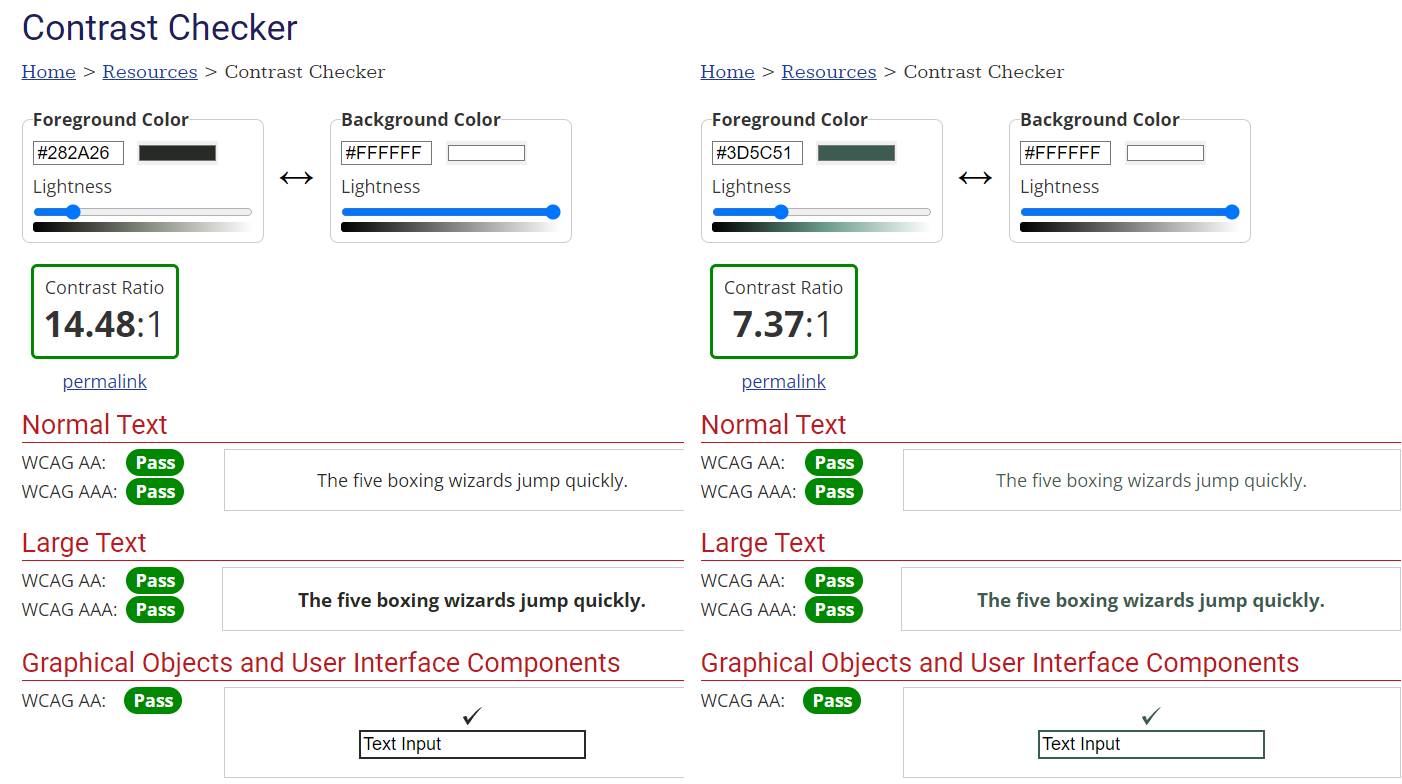 Contrast Checker
Home > Resources > Contrast Checker
Foreground Color
#282A26
Lightness
Background Color
#FFFFFF
Lightness
Contrast Ratio
14.48:1
permalink
Normal Text
WCAG AA: Pass
WCAG AAA: Pass
The five boxing wizards jump quickly.
Large Text
WCAG AA: Pass
WCAG AAA: Pass
The five boxing wizards jump quickly.
Graphical Objects and User Interface Components
WCAG AA: Pass
✓
Text Input
Home > Resources > Contrast Checker
Foreground Color
#3D5C51
Lightness
Background Color
#FFFFFF
Lightness
Contrast Ratio
7.37:1
permalink
Normal Text
WCAG AA: Pass
WCAG AAA: Pass
The five boxing wizards jump quickly.
Large Text
WCAG AA: Pass
WCAG AAA: Pass
The five boxing wizards jump quickly.
Graphical Objects and User Interface Components
WCAG AA: Pass
✓
Text Input